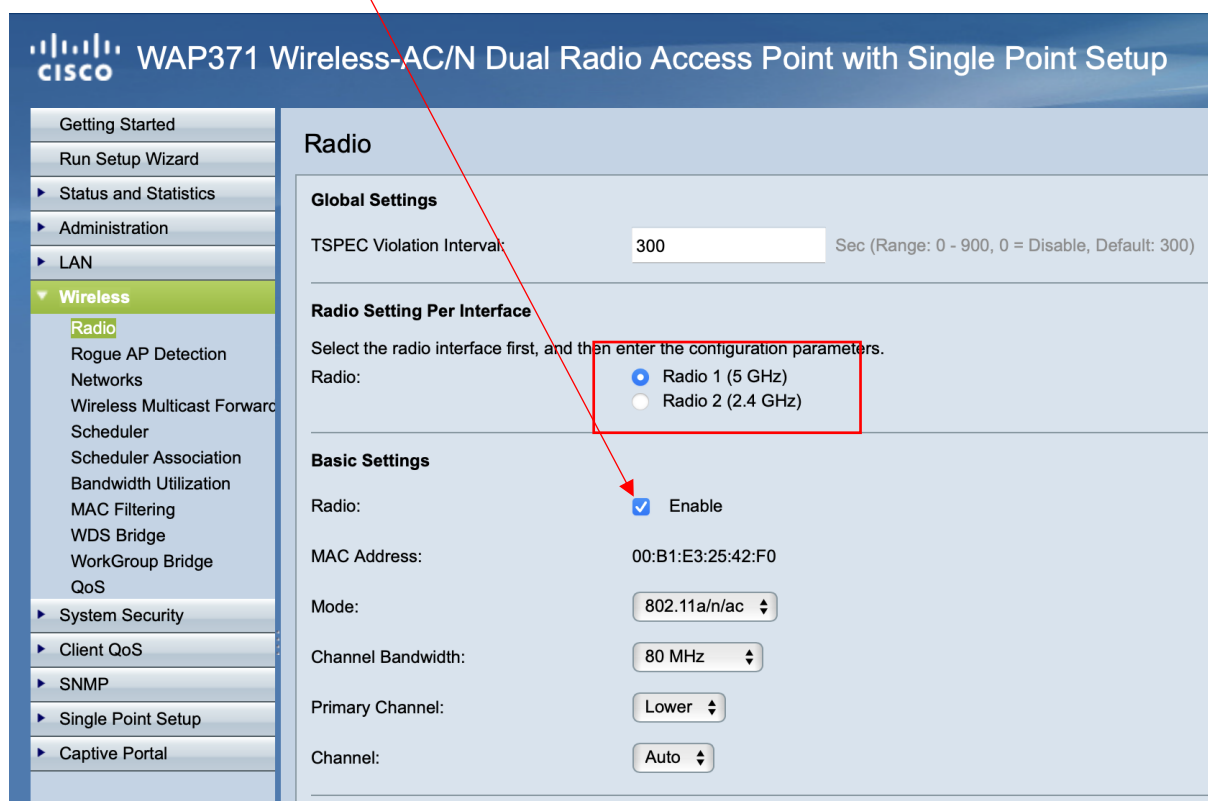 CISCO WAP371 Wireless-AC/N Dual Radio Access Point with Single Point Setup
Getting Started
Run Setup Wizard
Status and Statistics
Administration
LAN
Wireless
Radio
Rogue AP Detection
Networks
Wireless Multicast Forward
Scheduler
Scheduler Association
Bandwidth Utilization
MAC Filtering
WDS Bridge
WorkGroup Bridge
QoS
System Security
Client QoS
SNMP
Single Point Setup
Captive Portal
Radio
Global Settings
TSPEC Violation Interval: 300 Sec (Range: 0 - 900, 0 = Disable, Default: 300)
Radio Setting Per Interface
Select the radio interface first, and then enter the configuration parameters.
Radio: Radio 1 (5 GHz)
Radio 2 (2.4 GHz)
Basic Settings
Radio: Enable
MAC Address: 00:B1:E3:25:42:F0
Mode: 802.11a/n/ac
Channel Bandwidth: 80 MHz
Primary Channel: Lower
Channel: Auto